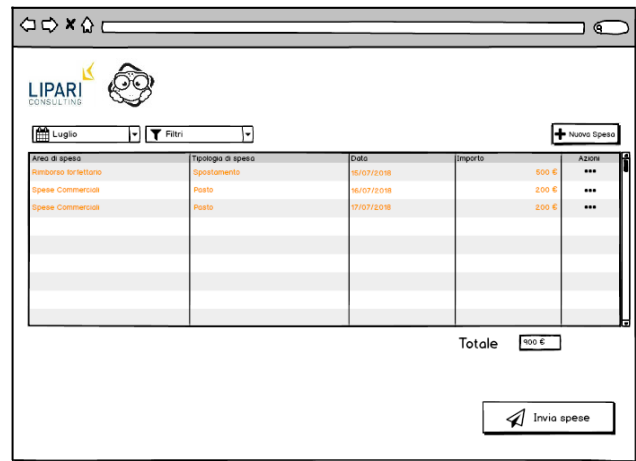 LIPARI
CONSULTING
Luglio Filtri Nuova Spesa
Area di spesa Tipologia di spesa Data Importo Azioni
Rimborso forfettario Spostamento 15/07/2018 500 €
Spese Commerciali Pasto 16/07/2018 200 €
Spese Commerciali Pasto 17/07/2018 200 €
Totale 900 €
Invia spese